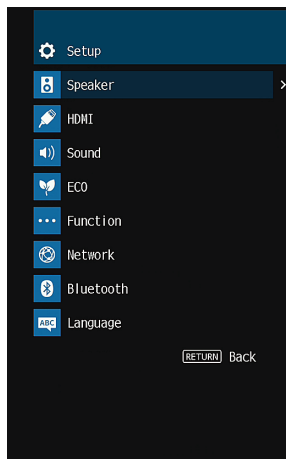 Setup
Speaker
HDMI
Sound
ECO
Function
Network
Bluetooth
ABC Language
RETURN Back